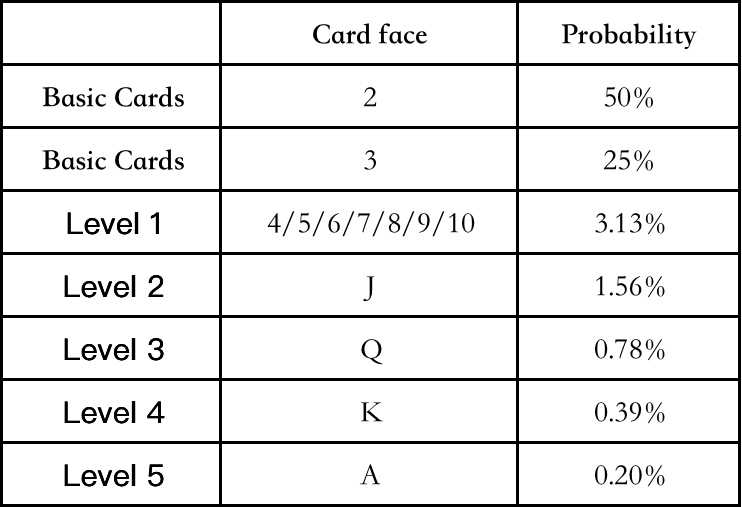 Card face Probability
Basic Cards 2 50%
Basic Cards 3 25%
Level 1 4/5/6/7/8/9/10 3.13%
Level 2 J 1.56%
Level 3 Q 0.78%
Level 4 K 0.39%
Level 5 A 0.20%